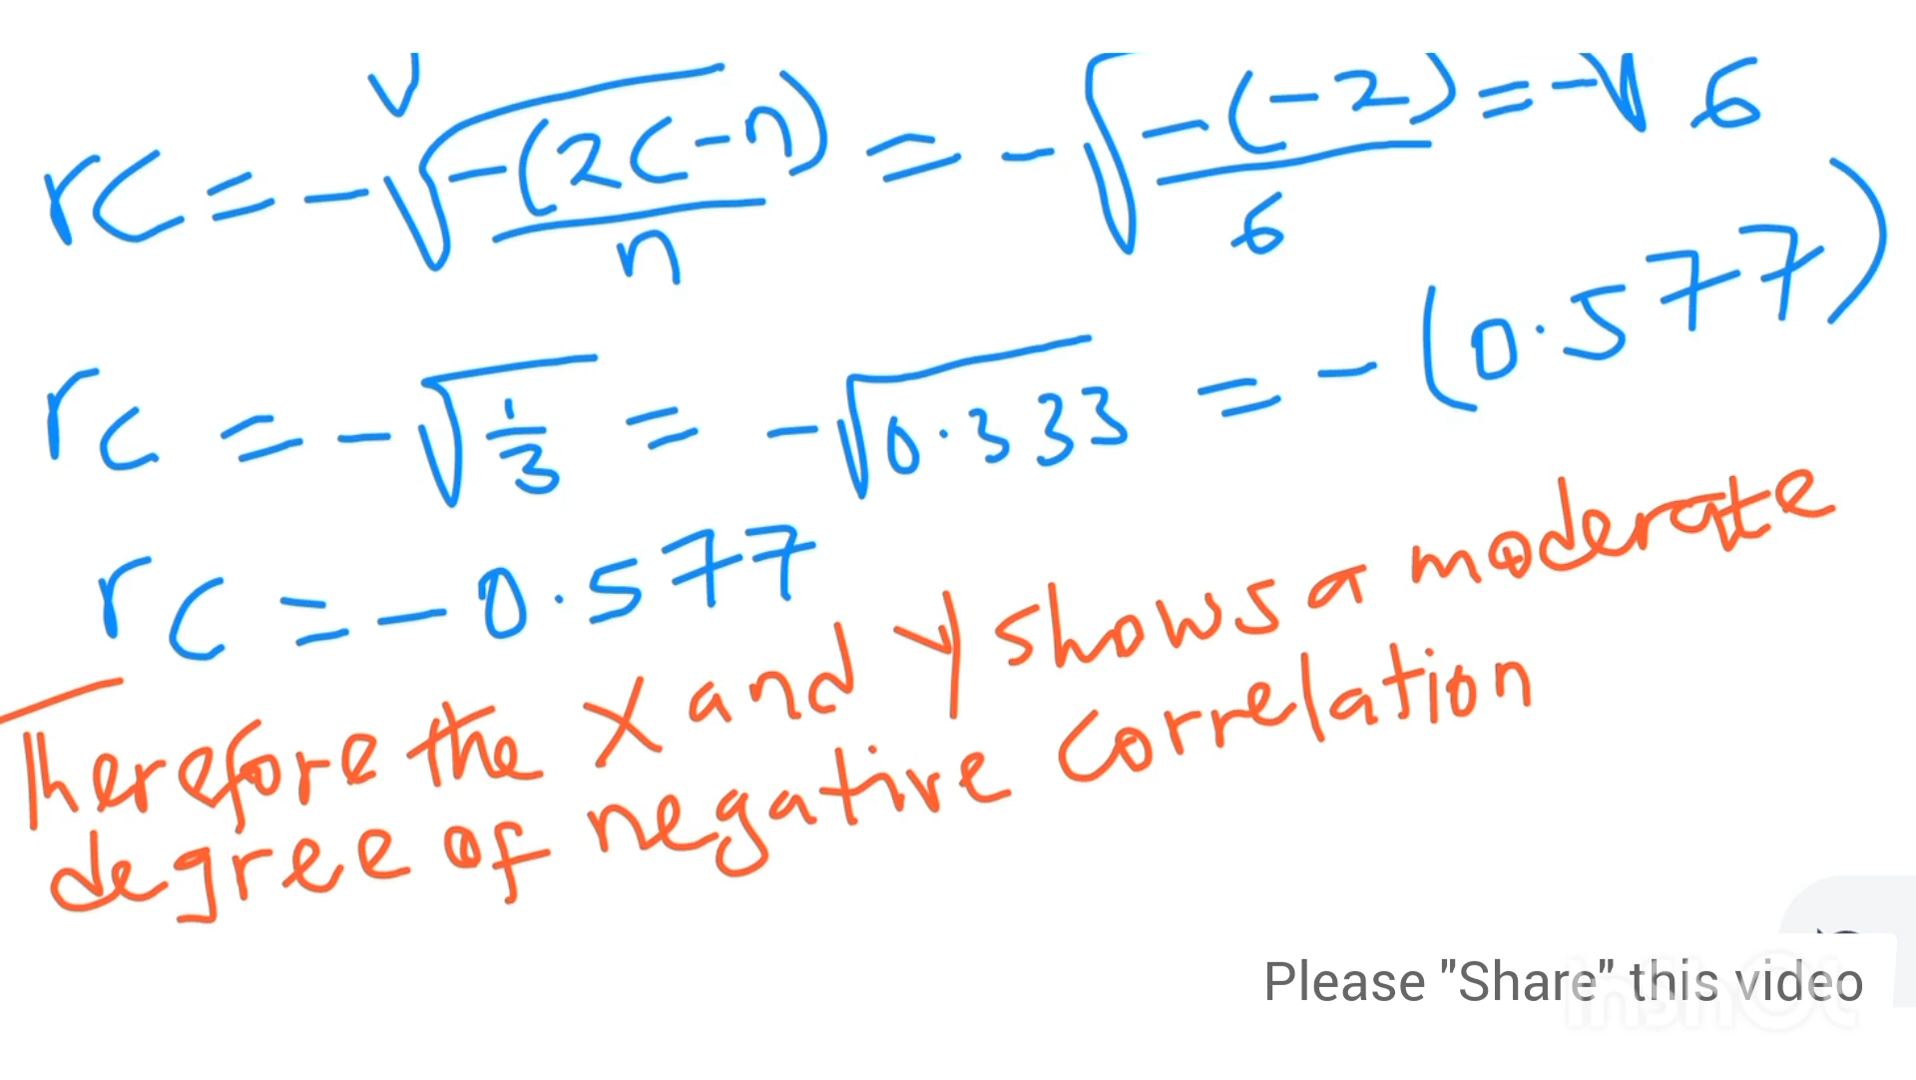 rc = -√-(2c-n)/n = -√-(-2)/6 = -√ 6
rc = -√1/3 = -√0.333 = -(0.577)
rc = -0.577
Therefore the X and Y shows a moderate
degree of negative correlation
Please "Share" this video
InShOt